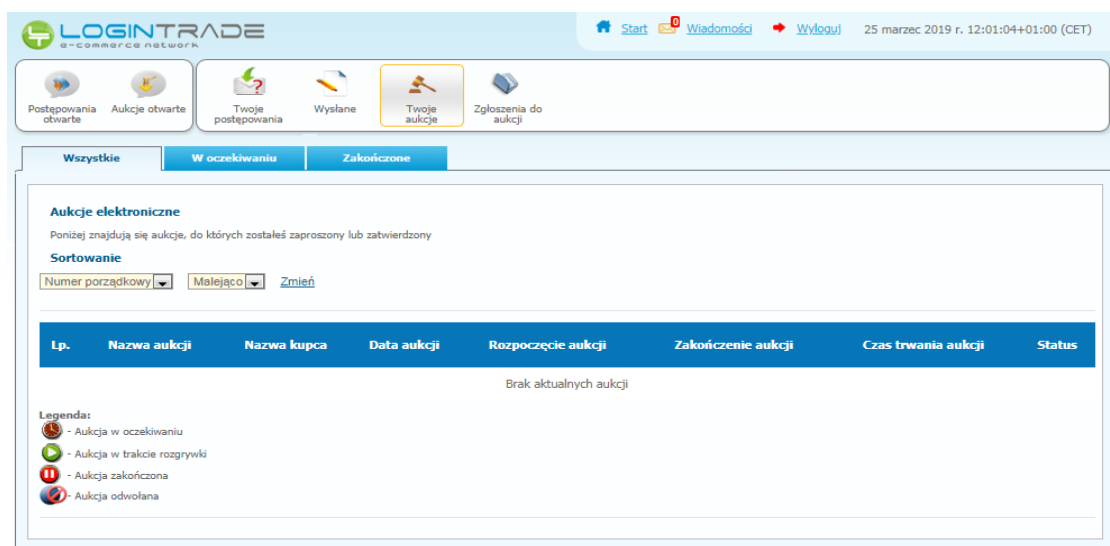 LOGINTRADE
e-commerce network
Start 0 Wiadomości Wyloguj 25 marzec 2019 r. 12:01:04+01:00 (CET)
Postępowania otwarte
Aukcje otwarte
Twoje postępowania
Wysłane
Twoje aukcje
Zgłoszenia do aukcji
Wszystkie W oczekiwaniu Zakończone
Aukcje elektroniczne
Poniżej znajdują się aukcje, do których zostałeś zaproszony lub zatwierdzony
Sortowanie
Numer porządkowy Malejąco Zmień
Lp. Nazwa aukcji Nazwa kupca Data aukcji Rozpoczęcie aukcji Zakończenie aukcji Czas trwania aukcji Status
Brak aktualnych aukcji
Legenda:
- Aukcja w oczekiwaniu
- Aukcja w trakcie rozgrywki
- Aukcja zakończona
- Aukcja odwołana